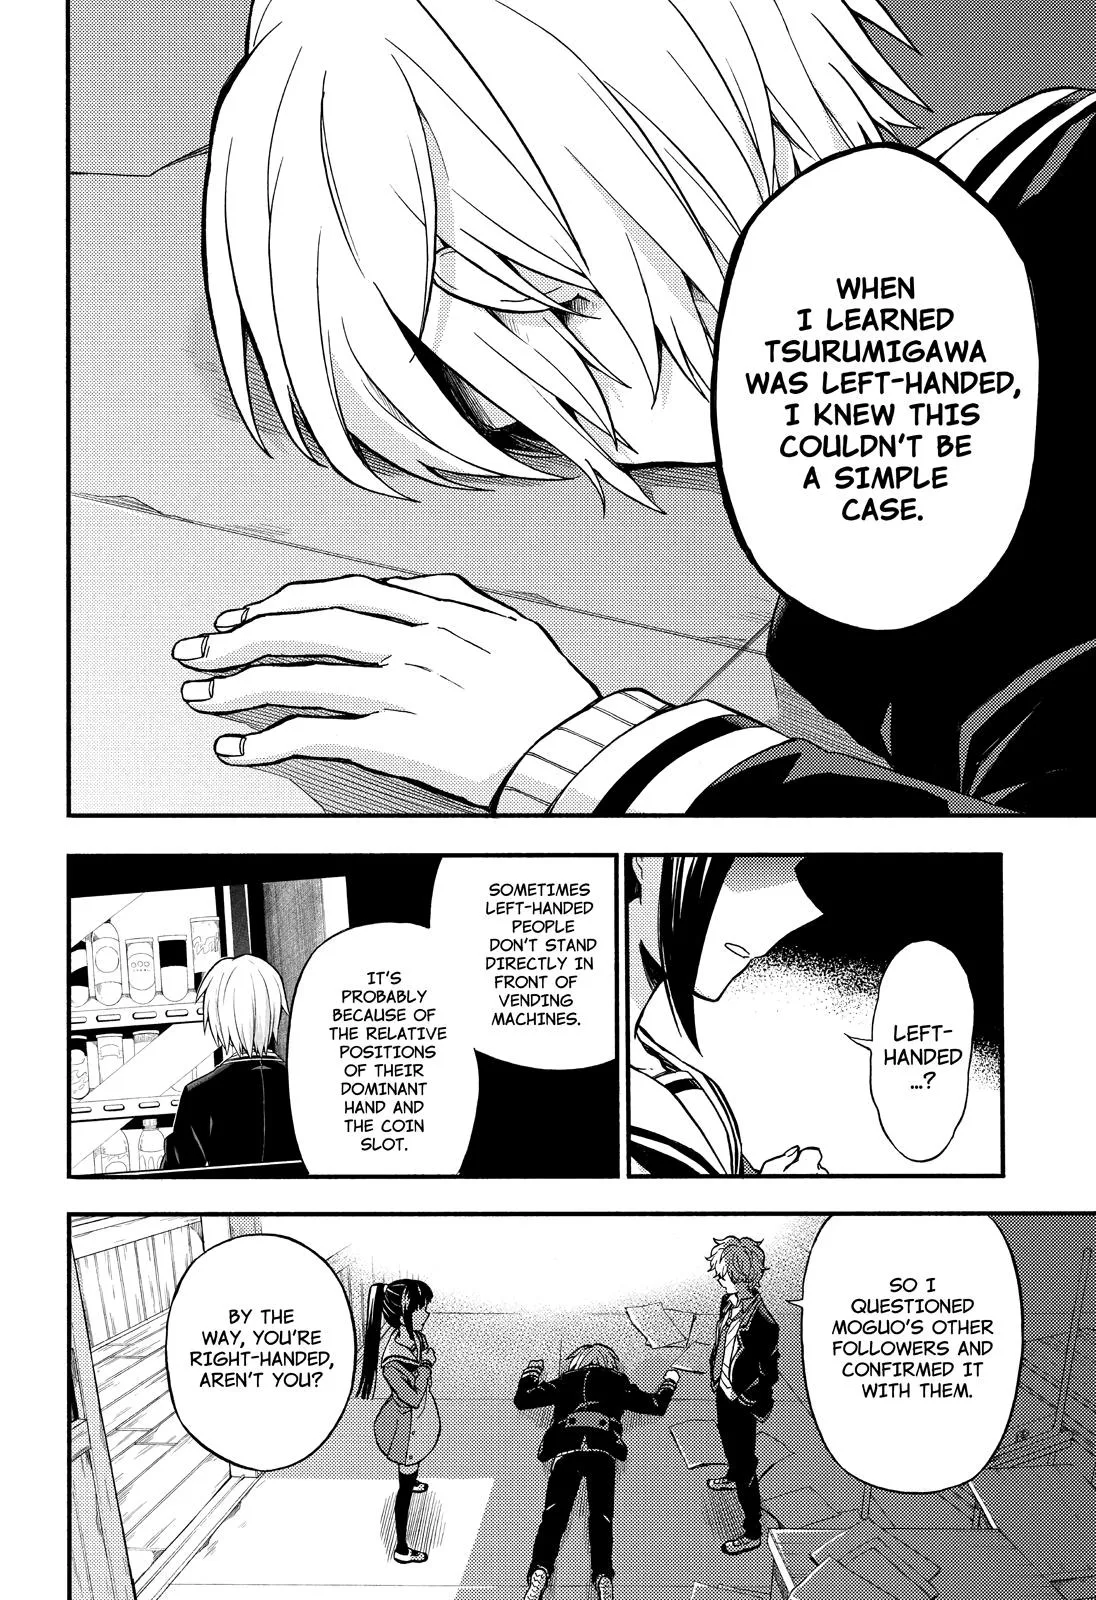 WHEN
I LEARNED
TSURUMIGAWA
WAS LEFT-HANDED,
I KNEW THIS
COULDN'T BE
A SIMPLE
CASE.
LEFT-
HANDED
...?
SOMETIMES
LEFT-HANDED
PEOPLE
DON'T STAND
DIRECTLY IN
FRONT OF
VENDING
MACHINES.
IT'S
PROBABLY
BECAUSE OF
THE RELATIVE
POSITIONS
OF THEIR
DOMINANT
HAND AND
THE COIN
SLOT.
SO I
QUESTIONED
MOGUO'S OTHER
FOLLOWERS AND
CONFIRMED IT
WITH THEM.
BY THE
WAY, YOU'RE
RIGHT-HANDED,
AREN'T YOU?